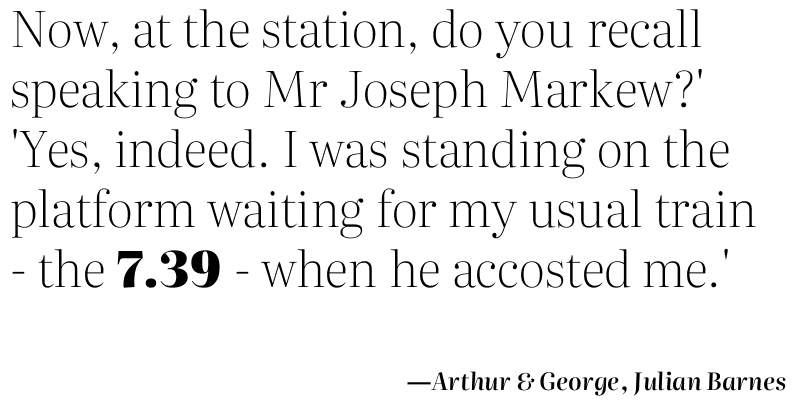 Now, at the station, do you recall
speaking to Mr Joseph Markew?'
'Yes, indeed. I was standing on the
platform waiting for my usual train
- the 7.39 - when he accosted me.'
—Arthur & George, Julian Barnes